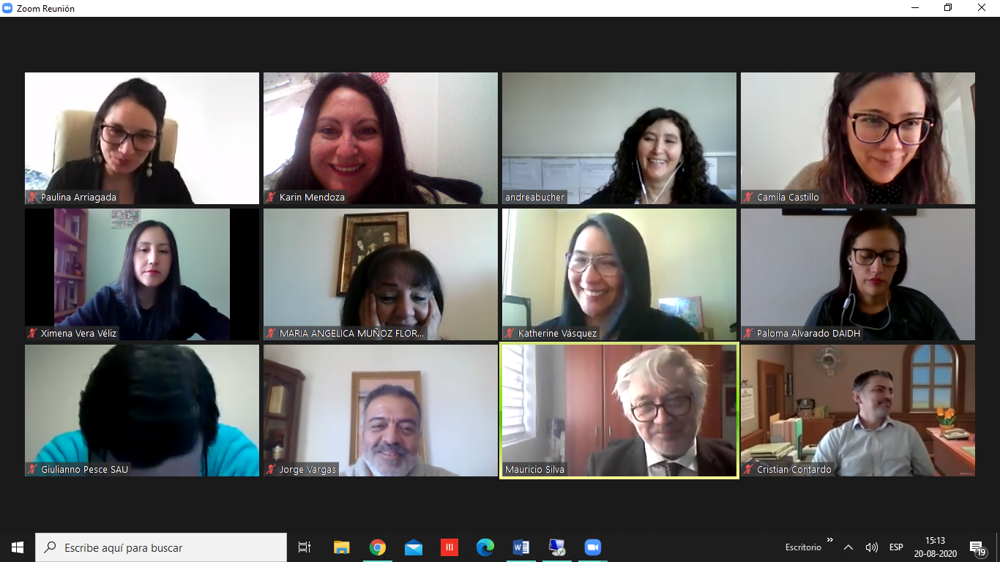 Zoom Reunión
Paulina Arriagada
Karin Mendoza
andreabucher
Camila Castillo
Ximena Vera Véliz
MARIA ANGELICA MUÑOZ FLOR...
Katherine Vásquez
Paloma Alvarado DAIDH
Giulianno Pesce SAU
Jorge Vargas
Mauricio Silva
Cristian Contardo
Escribe aquí para buscar
Escritorio
ESP
15:13
20-08-2020
19